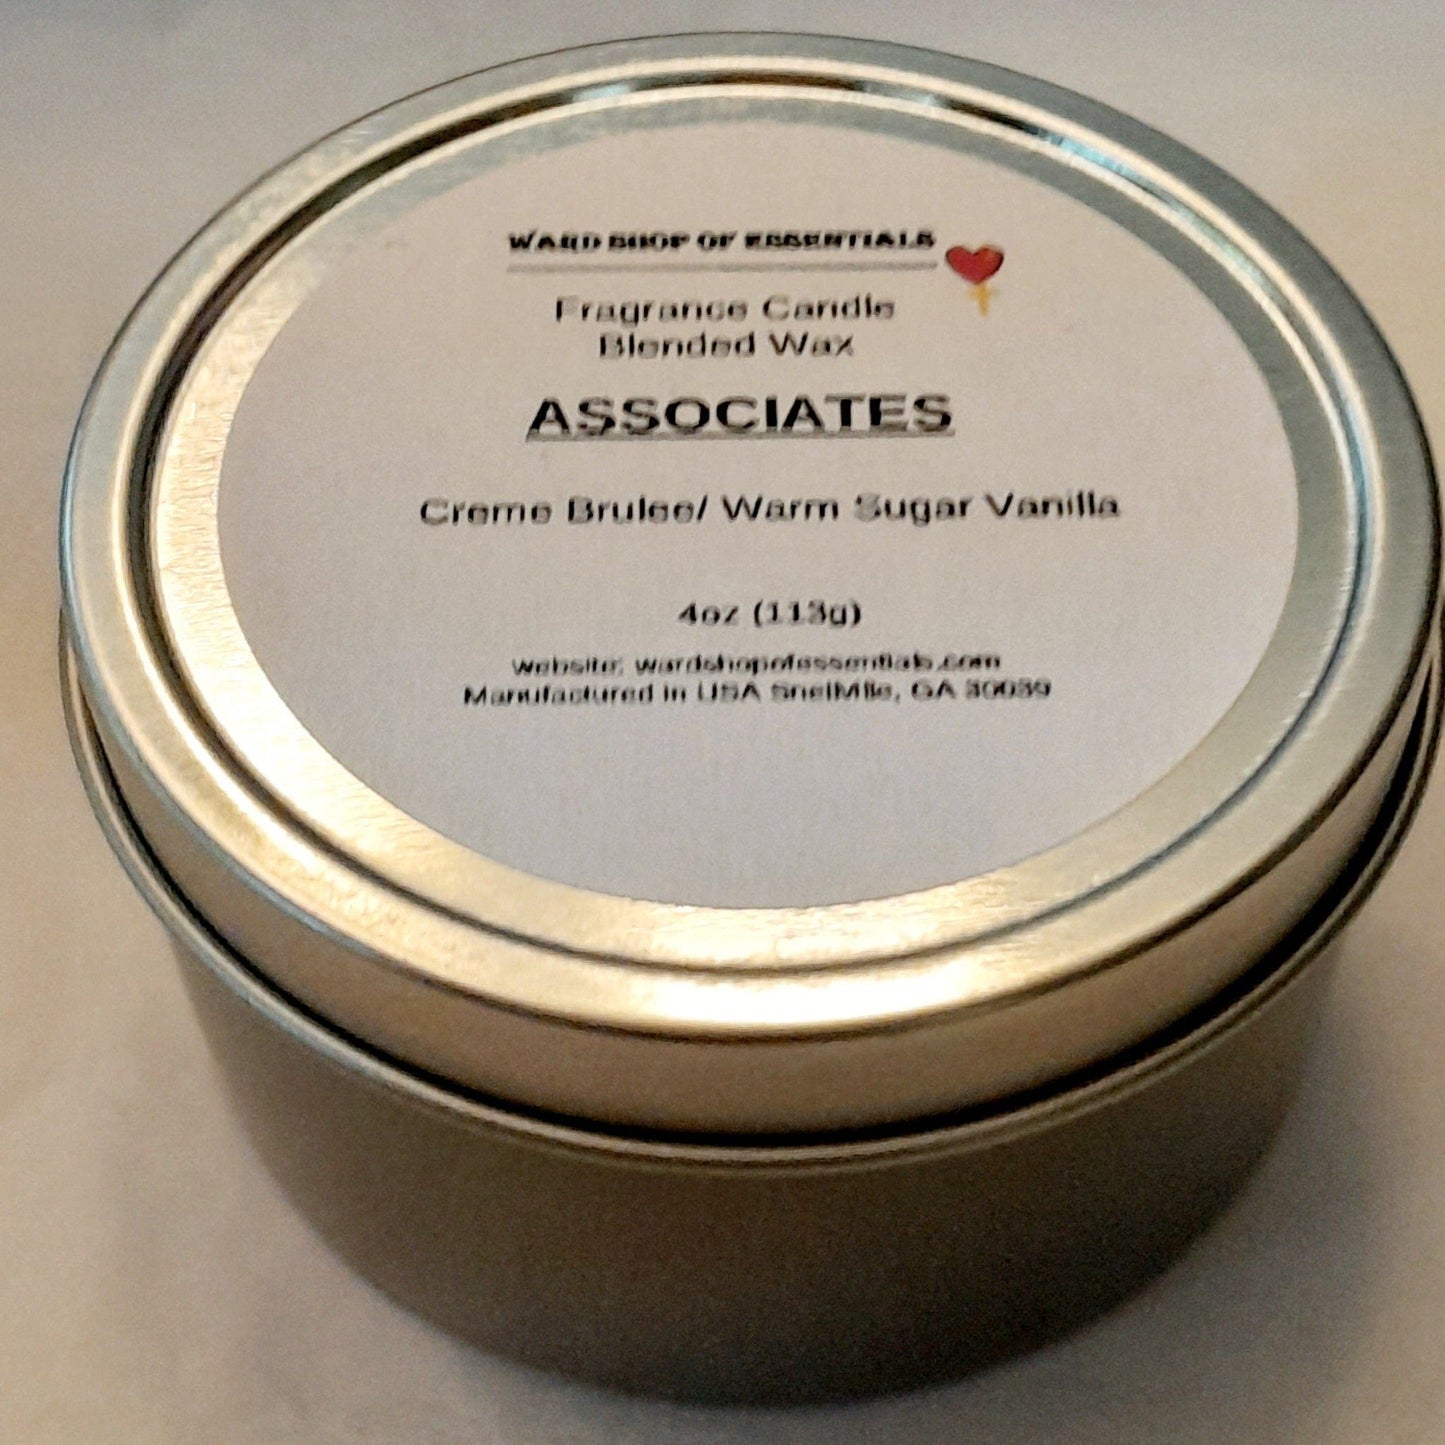 WARD SHOP OF ESSENTIALS
Fragrance Candle
Blended Wax
ASSOCIATES
Creme Brulee/ Warm Sugar Vanilla
4oz (113g)
website: wardshopofessentials.com
Manufactured in USA SnelMlle, GA 30039